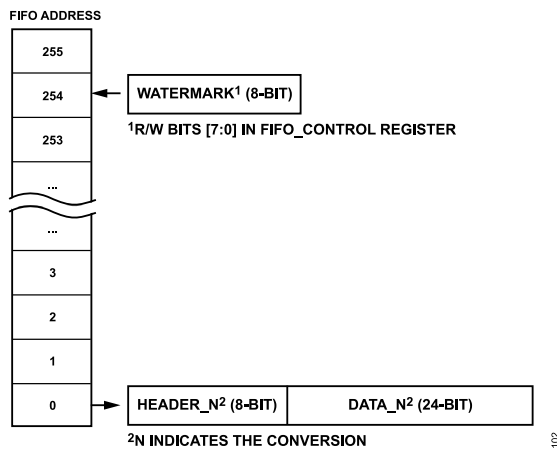 FIFO ADDRESS
255
254
WATERMARK1 (8-BIT)
1R/W BITS [7:0] IN FIFO_CONTROL REGISTER
253
...
...
3
2
1
0
HEADER_N2 (8-BIT)
DATA_N2 (24-BIT)
2N INDICATES THE CONVERSION
102